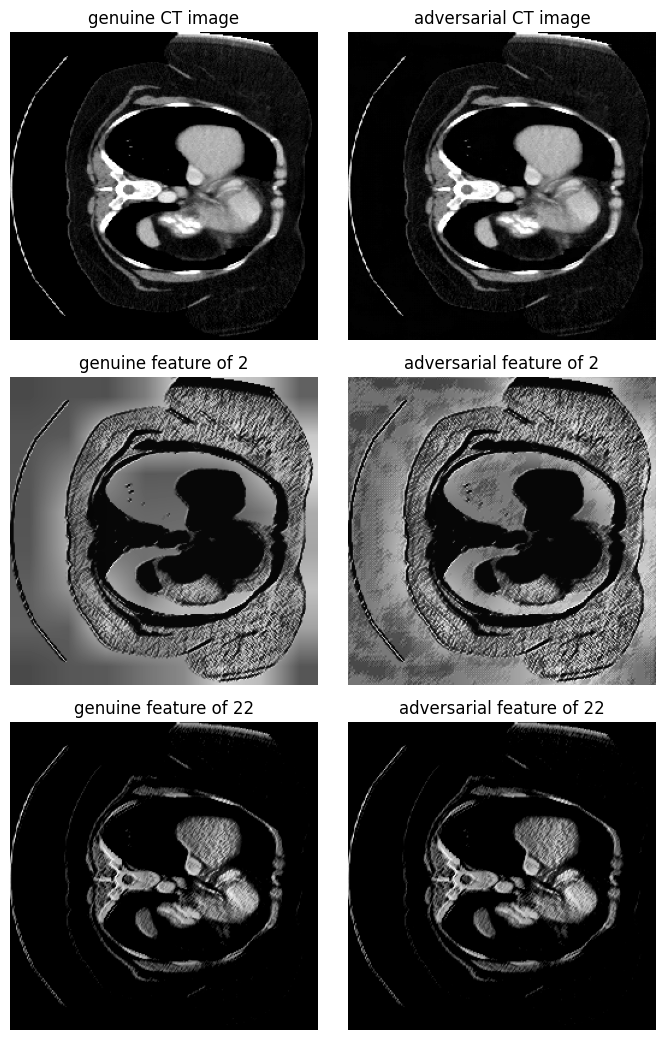 genuine CT image
adversarial CT image
genuine feature of 2
adversarial feature of 2
genuine feature of 22
adversarial feature of 22